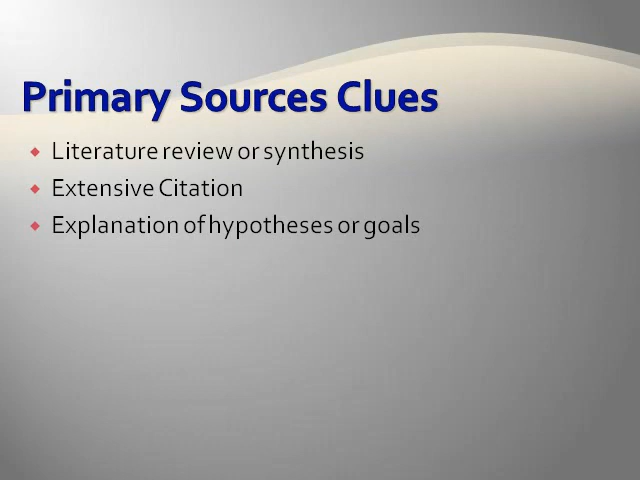 Primary Sources Clues
Literature review or synthesis
Extensive Citation
Explanation of hypotheses or goals